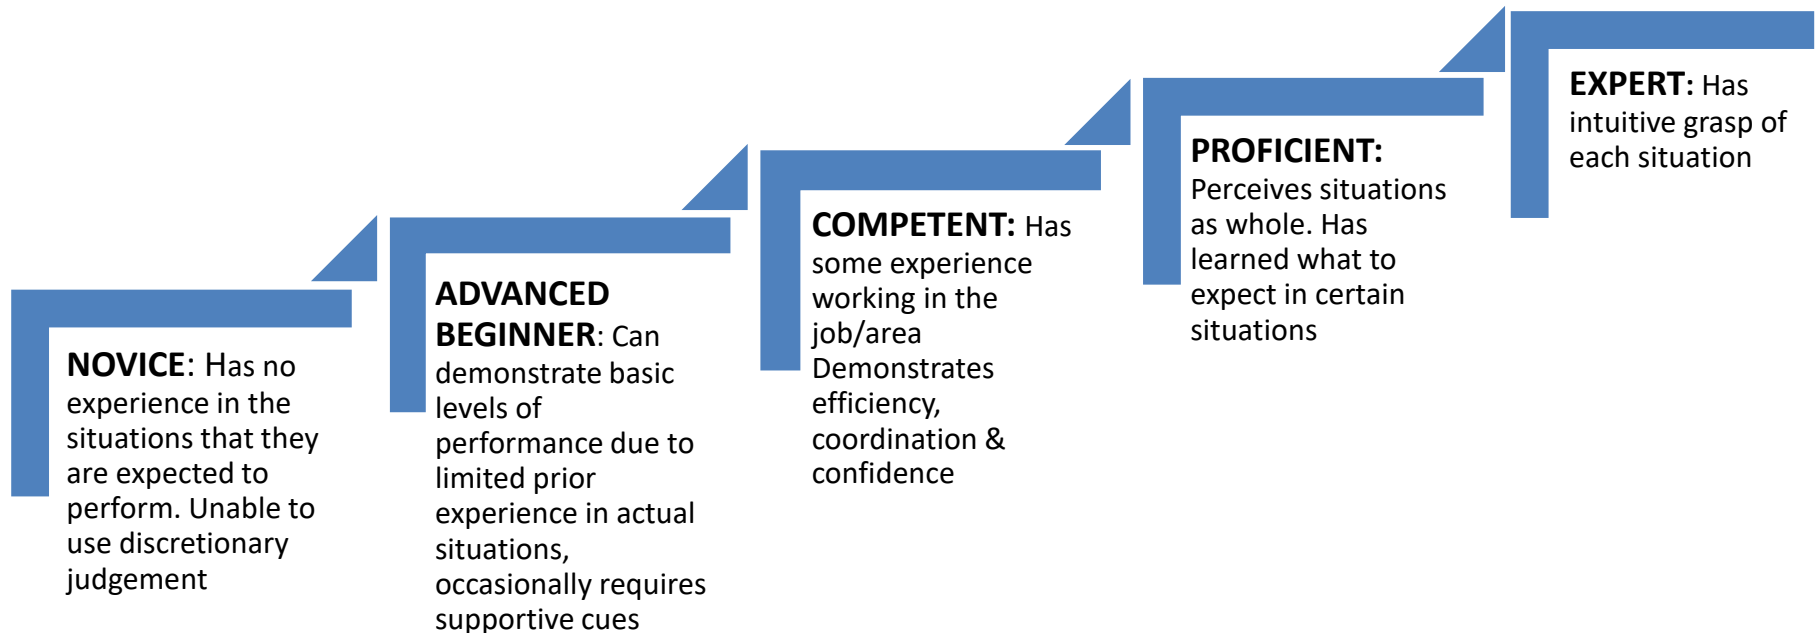 NOVICE: Has no
experience in the
situations that they
are expected to
perform. Unable to
use discretionary
judgement
ADVANCED
BEGINNER: Can
demonstrate basic
levels of
performance due to
limited prior
experience in actual
situations,
occasionally requires
supportive cues
COMPETENT: Has
some experience
working in the
job/area
Demonstrates
efficiency,
coordination &
confidence
PROFICIENT:
Perceives situations
as whole. Has
learned what to
expect in certain
situations
EXPERT: Has
intuitive grasp of
each situation